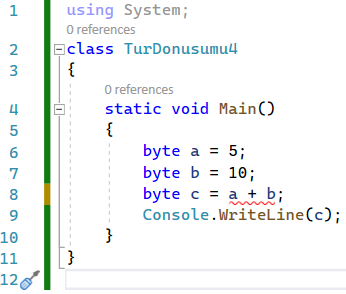 1 using System;
0 references
2 class TurDonusumu4
3 {
0 references
4 static void Main()
5 {
6 byte a = 5;
7 byte b = 10;
8 byte c = a + b;
9 Console.WriteLine(c);
10 }
11 }
12